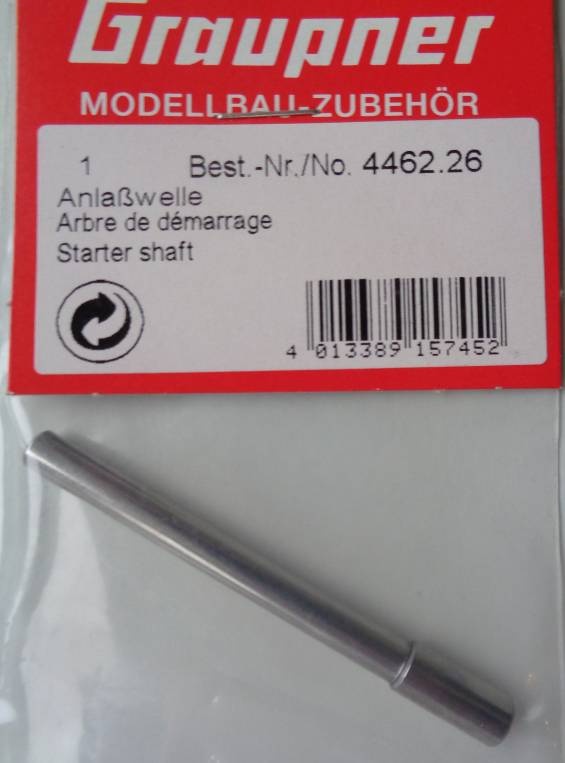 Graupner
MODELLBAU-ZUBEHÖR
1 Best.-Nr./No. 4462.26
Anlaßwelle
Arbre de démarrage
Starter shaft
4 013389 157452